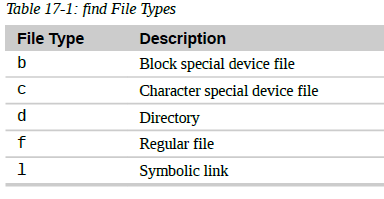 Table 17-1: find File Types
File Type Description
b Block special device file
c Character special device file
d Directory
f Regular file
l Symbolic link